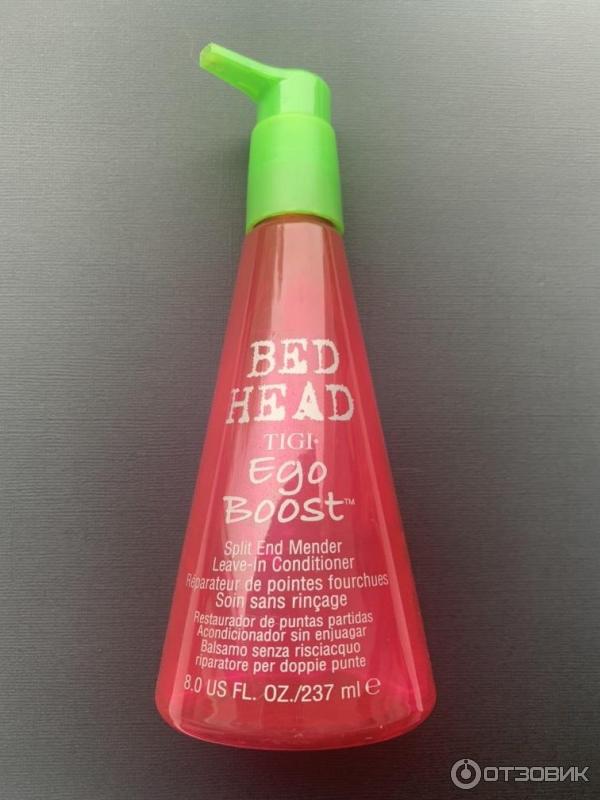 BED
HEAD
TIGI®
Ego
Boost™
Split End Mender
Leave-In Conditioner
Réparateur de pointes fourchues
Soin sans rinçage
Restaurador de puntas partidas
Acondicionador sin enjuagar
Balsamo senza risciacquo
riparatore per doppie punte
8.0 US FL. OZ./237 ml ℮
ОТЗОВИК